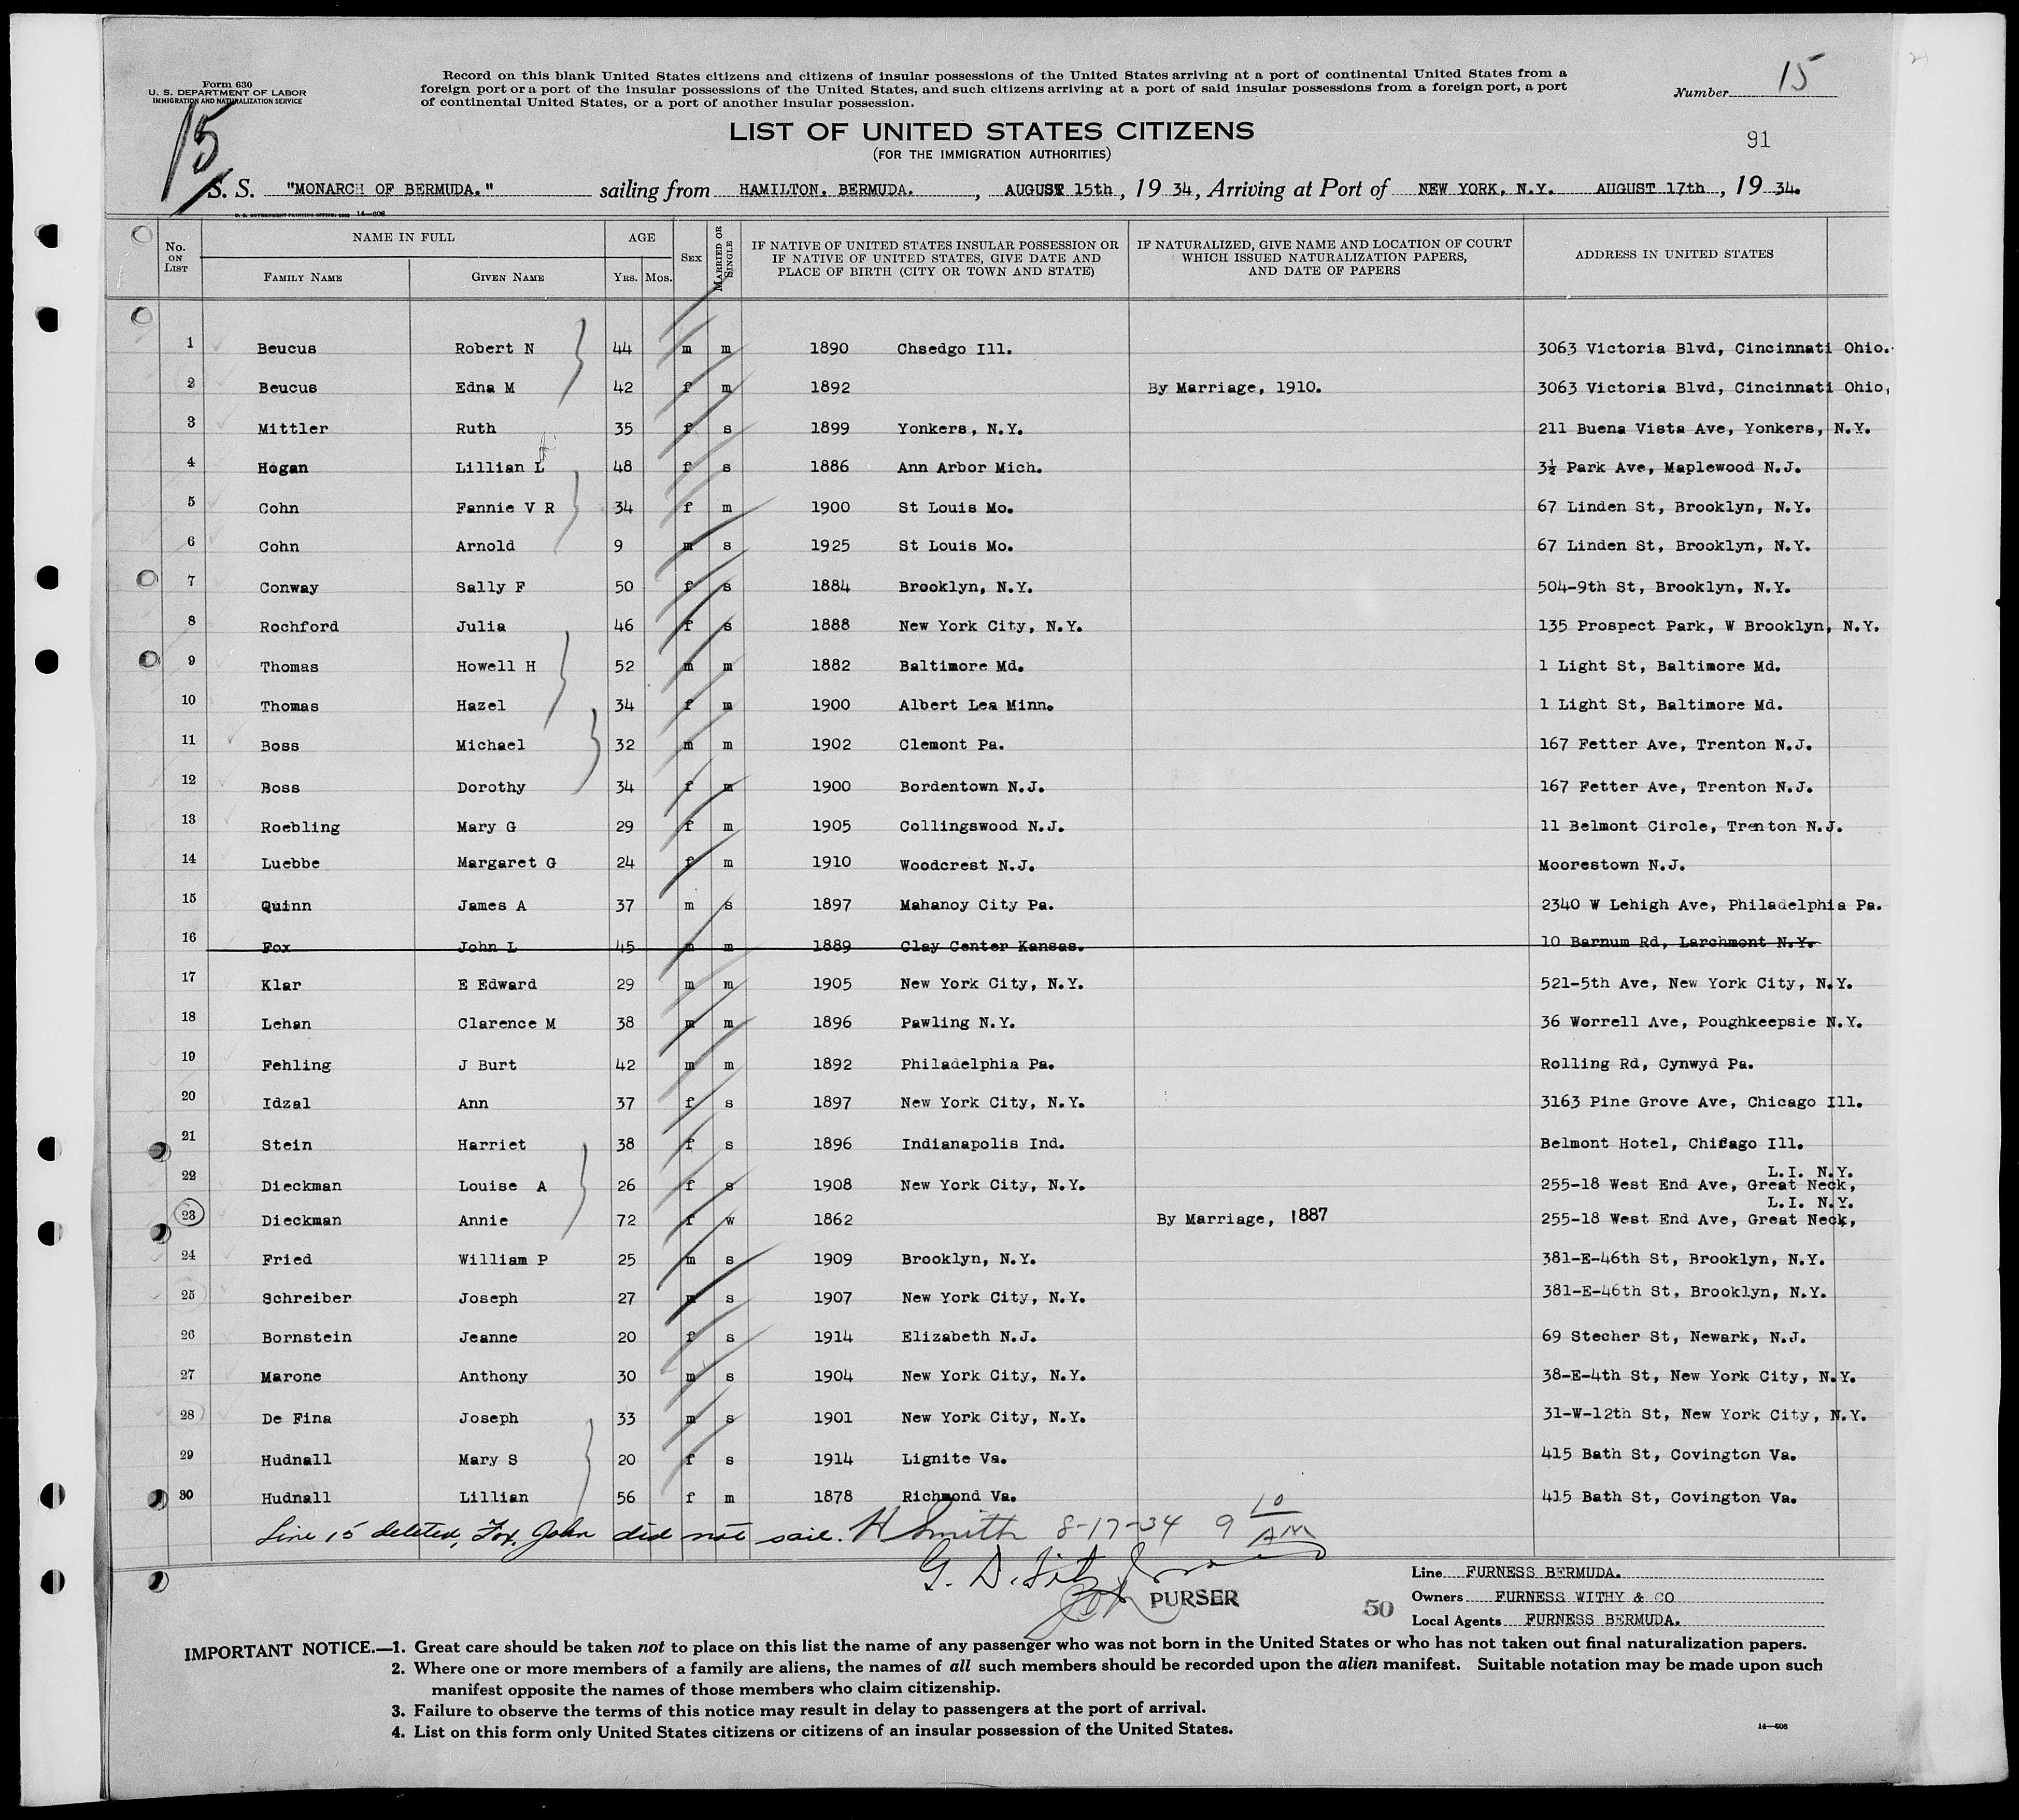 Form 630
U. S. DEPARTMENT OF LABOR
IMMIGRATION AND NATURALIZATION SERVICE
15
Record on this blank United States citizens and citizens of insular possessions of the United States arriving at a port of continental United States from a
foreign port or a port of the insular possessions of the United States, and such citizens arriving at a port of said insular possessions from a foreign port, a port
of continental United States, or a port of another insular possession.
Number 15
LIST OF UNITED STATES CITIZENS
(FOR THE IMMIGRATION AUTHORITIES)
91
S. S. "MONARCH OF BERMUDA." sailing from HAMILTON, BERMUDA. , AUGUST 15th , 19 34, Arriving at Port of NEW YORK, N.Y. AUGUST 17th , 19 34.
U. S. GOVERNMENT PRINTING OFFICE: 14—608
No. ON LIST NAME IN FULL FAMILY NAME GIVEN NAME AGE YRS. MOS. SEX MARRIED OR SINGLE IF NATIVE OF UNITED STATES INSULAR POSSESSION OR IF NATIVE OF UNITED STATES, GIVE DATE AND PLACE OF BIRTH (CITY OR TOWN AND STATE) IF NATURALIZED, GIVE NAME AND LOCATION OF COURT WHICH ISSUED NATURALIZATION PAPERS, AND DATE OF PAPERS ADDRESS IN UNITED STATES
1 Beucus Robert N 44 m m 1890 Chsedgo Ill. 3063 Victoria Blvd, Cincinnati Ohio.
2 Beucus Edna M 42 f m 1892 By Marriage, 1910. 3063 Victoria Blvd, Cincinnati Ohio,
3 Mittler Ruth 35 f s 1899 Yonkers, N.Y. 211 Buena Vista Ave, Yonkers, N.Y.
4 Hogan Lillian L 48 f s 1886 Ann Arbor Mich. 3½ Park Ave, Maplewood N.J.
5 Cohn Fannie V R 34 f m 1900 St Louis Mo. 67 Linden St, Brooklyn, N.Y.
6 Cohn Arnold 9 m s 1925 St Louis Mo. 67 Linden St, Brooklyn, N.Y.
7 Conway Sally F 50 f s 1884 Brooklyn, N.Y. 504-9th St, Brooklyn, N.Y.
8 Rochford Julia 46 f s 1888 New York City, N.Y. 135 Prospect Park, W Brooklyn, N.Y.
9 Thomas Howell H 52 m m 1882 Baltimore Md. 1 Light St, Baltimore Md.
10 Thomas Hazel 34 f m 1900 Albert Lea Minn. 1 Light St, Baltimore Md.
11 Boss Michael 32 m m 1902 Clemont Pa. 167 Fetter Ave, Trenton N.J.
12 Boss Dorothy 34 f m 1900 Bordentown N.J. 167 Fetter Ave, Trenton N.J.
13 Roebling Mary G 29 f m 1905 Collingswood N.J. 11 Belmont Circle, Trenton N.J.
14 Luebbe Margaret G 24 f m 1910 Woodcrest N.J. Moorestown N.J.
15 Quinn James A 37 m s 1897 Mahanoy City Pa. 2340 W Lehigh Ave, Philadelphia Pa.
16 Fox John L 45 m m 1889 Clay Center Kansas. 10 Barnum Rd, Larchmont N.Y.
17 Klar E Edward 29 m m 1905 New York City, N.Y. 521-5th Ave, New York City, N.Y.
18 Lehan Clarence M 38 m m 1896 Pawling N.Y. 36 Worrell Ave, Poughkeepsie N.Y.
19 Fehling J Burt 42 m m 1892 Philadelphia Pa. Rolling Rd, Cynwyd Pa.
20 Idzal Ann 37 f s 1897 New York City, N.Y. 3163 Pine Grove Ave, Chicago Ill.
21 Stein Harriet 38 f s 1896 Indianapolis Ind. Belmont Hotel, Chicago Ill.
L.I. N.Y.
22 Dieckman Louise A 26 f s 1908 New York City, N.Y. 255-18 West End Ave, Great Neck,
L.I. N.Y.
23 Dieckman Annie 72 f w 1862 By Marriage, 1887 255-18 West End Ave, Great Neck,
24 Fried William P 25 m s 1909 Brooklyn, N.Y. 381-E-46th St, Brooklyn, N.Y.
25 Schreiber Joseph 27 m s 1907 New York City, N.Y. 381-E-46th St, Brooklyn, N.Y.
26 Bornstein Jeanne 20 f s 1914 Elizabeth N.J. 69 Stecher St, Newark, N.J.
27 Marone Anthony 30 m s 1904 New York City, N.Y. 38-E-4th St, New York City, N.Y.
28 De Fina Joseph 33 m s 1901 New York City, N.Y. 31-W-12th St, New York City, N.Y.
29 Hudnall Mary S 20 f s 1914 Lignite Va. 415 Bath St, Covington Va.
30 Hudnall Lillian 56 f m 1878 Richmond Va. 415 Bath St, Covington Va.
Line 15 deleted, Fox, John did not sail. H Smith 8-17-34 9 10 AM
G. D.
PURSER
50
Line FURNESS BERMUDA.
Owners FURNESS WITHY & CO
Local Agents FURNESS BERMUDA.
IMPORTANT NOTICE.—1. Great care should be taken not to place on this list the name of any passenger who was not born in the United States or who has not taken out final naturalization papers.
2. Where one or more members of a family are aliens, the names of all such members should be recorded upon the alien manifest. Suitable notation may be made upon such
manifest opposite the names of those members who claim citizenship.
3. Failure to observe the terms of this notice may result in delay to passengers at the port of arrival.
4. List on this form only United States citizens or citizens of an insular possession of the United States.
14—608